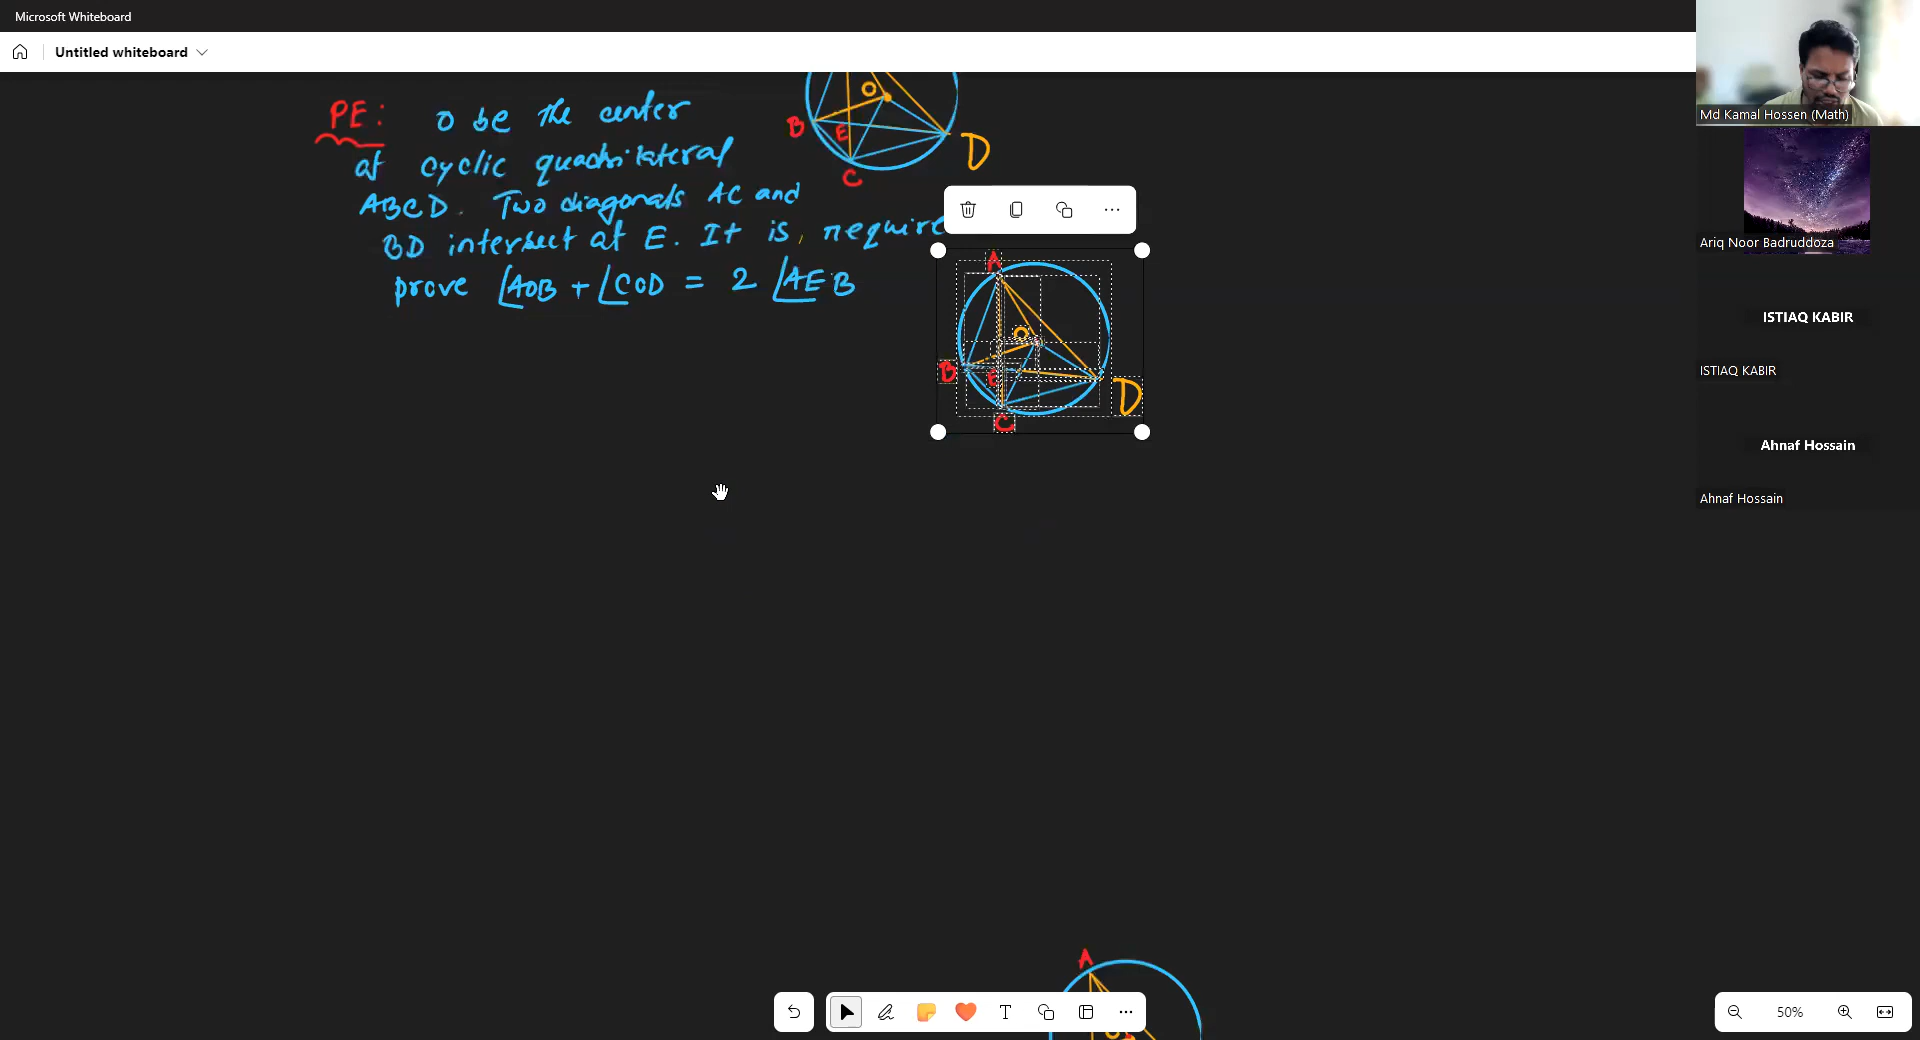 Microsoft Whiteboard
Untitled whiteboard
PE: O be the center
of cyclic quadrilateral
ABCD. Two diagonals AC and
BD intersect at E. It is, require
prove ∠AOB + ∠COD = 2 ∠AEB
O
B
E
C
D
A
O
B
E
C
D
A
Md Kamal Hossen (Math)
Ariq Noor Badruddoza
ISTIAQ KABIR
ISTIAQ KABIR
Ahnaf Hossain
Ahnaf Hossain
T
50%